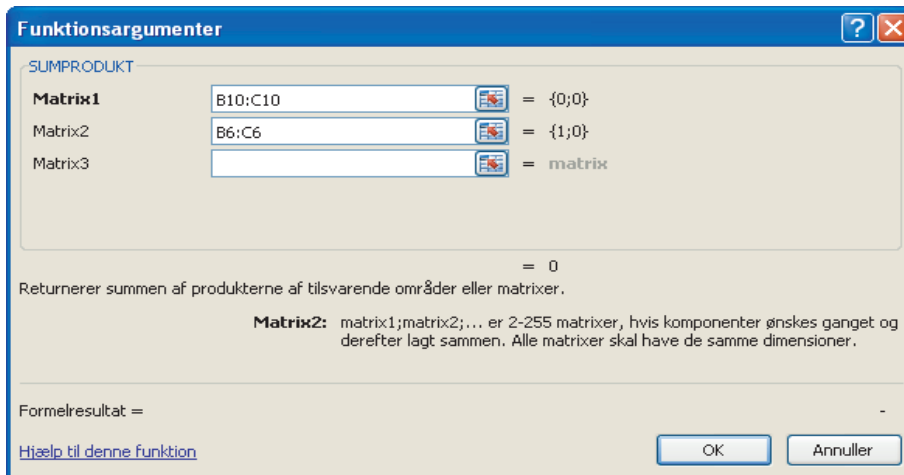 Funktionsargumenter
SUMPRODUKT
Matrix1 B10:C10 = {0;0}
Matrix2 B6:C6 = {1;0}
Matrix3 = matrix
= 0
Returnerer summen af produkterne af tilsvarende områder eller matrixer.
Matrix2: matrix1;matrix2;... er 2-255 matrixer, hvis komponenter ønskes ganget og
derefter lagt sammen. Alle matrixer skal have de samme dimensioner.
Formelresultat = -
Hjælp til denne funktion OK Annuller